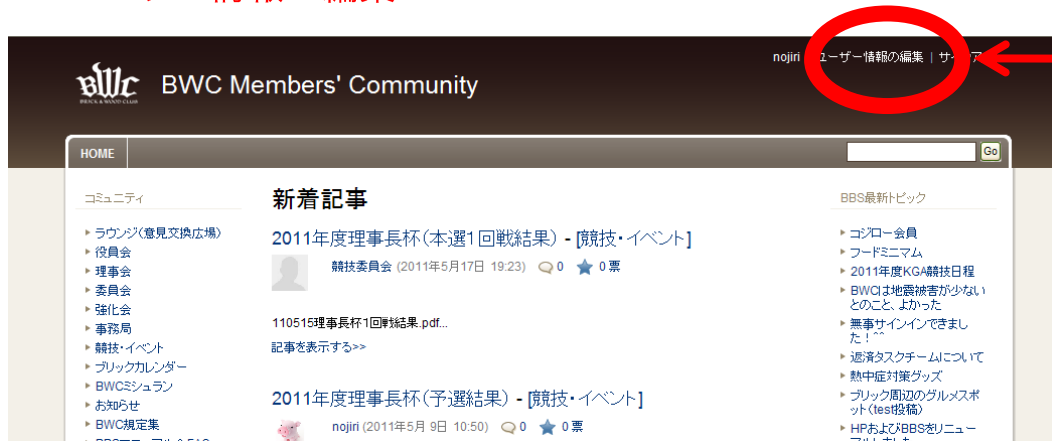 nojiri
ユーザー情報の編集 |
BWC
BRICK & WOOD CLUB
BWC Members' Community
HOME
Go
コミュニティ
ラウンジ(意見交換広場)
役員会
理事会
委員会
強化会
事務局
競技・イベント
ブリックカレンダー
BWCミシュラン
お知らせ
BWC規定集
新着記事
2011年度理事長杯(本選1回戦結果) - [競技・イベント]
競技委員会 (2011年5月17日 19:23) 0 0 票
110515理事長杯1回戦結果.pdf...
記事を表示する>>
2011年度理事長杯(予選結果) - [競技・イベント]
nojiri (2011年5月 9日 10:50) 0 0 票
BBS最新トピック
コジロー会員
フードミニマム
2011年度KGA競技日程
BWCは地震被害が少ない
とのこと、よかった
無事サインインできまし
た！^^
返済タスクチームについて
熱中症対策グッズ
ブリック周辺のグルメスポ
ット(test投稿)
HPおよびBBSをリニュー